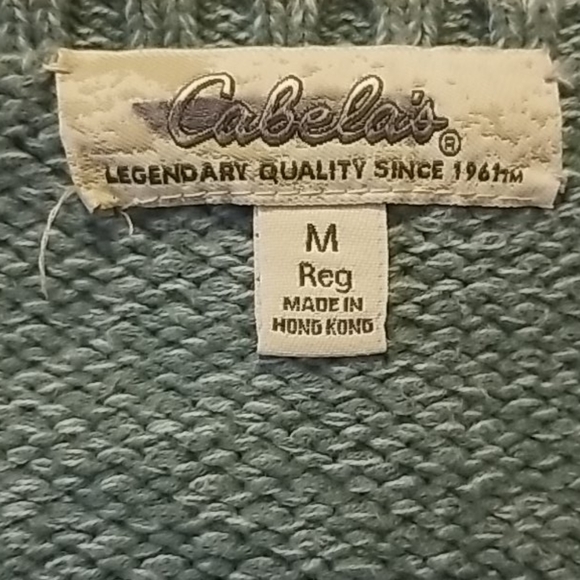 Cabela's®
LEGENDARY QUALITY SINCE 1961™
M
Reg
MADE IN
HONG KONG